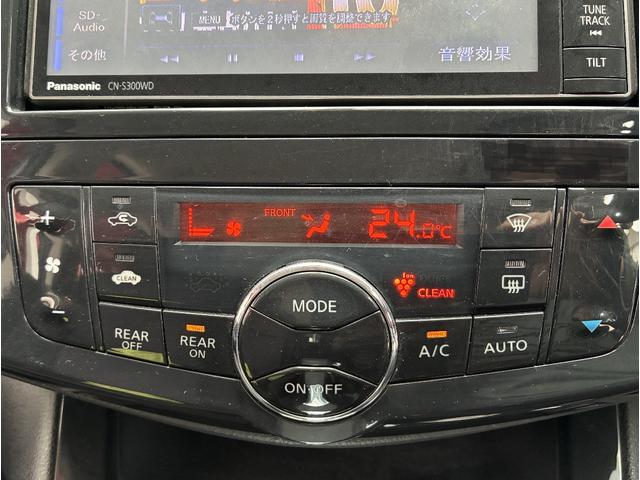 SD-
Audio
MENU ボタンを2秒押すと画質を調整できます
TUNE
TRACK
その他
音響効果
TILT
Panasonic CN-S300WD
FRONT
24.0℃
CLEAN
ion
CLEAN
MODE
REAR
OFF
REAR
ON
A/C
AUTO
ON·OFF